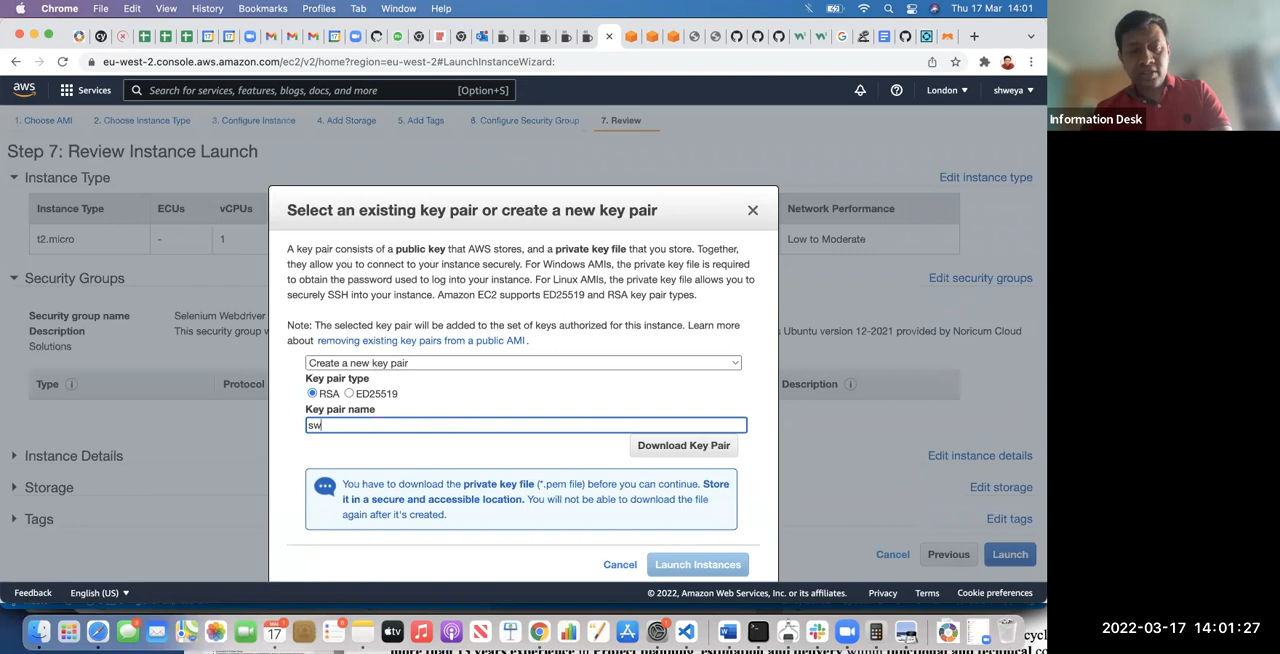 Chrome File Edit View History Bookmarks Profiles Tab Window Help Thu 17 Mar 14:01
eu-west-2.console.aws.amazon.com/ec2/v2/home?region=eu-west-2#LaunchInstanceWizard:
aws Services Search for services, features, blogs, docs, and more [Option+S] London shweya
1. Choose AMI 2. Choose Instance Type 3. Configure Instance 4. Add Storage 5. Add Tags 6. Configure Security Group 7. Review
Information Desk
Step 7: Review Instance Launch
Instance Type Edit instance type
Instance Type ECUs vCPUs Network Performance
t2.micro - 1 Low to Moderate
Security Groups Edit security groups
Security group name Selenium Webdriver
Description This security group w s Ubuntu version 12-2021 provided by Noricum Cloud
Solutions
Type Protocol Description
Instance Details Edit instance details
Storage Edit storage
Tags Edit tags
Cancel Previous Launch
Select an existing key pair or create a new key pair
A key pair consists of a public key that AWS stores, and a private key file that you store. Together,
they allow you to connect to your instance securely. For Windows AMIs, the private key file is required
to obtain the password used to log into your instance. For Linux AMIs, the private key file allows you to
securely SSH into your instance. Amazon EC2 supports ED25519 and RSA key pair types.
Note: The selected key pair will be added to the set of keys authorized for this instance. Learn more
about removing existing key pairs from a public AMI.
Create a new key pair
Key pair type
RSA ED25519
Key pair name
sw
Download Key Pair
You have to download the private key file (*.pem file) before you can continue. Store
it in a secure and accessible location. You will not be able to download the file
again after it's created.
Cancel Launch Instances
Feedback English (US) © 2022, Amazon Web Services, Inc. or its affiliates. Privacy Terms Cookie preferences
2022-03-17 14:01:27